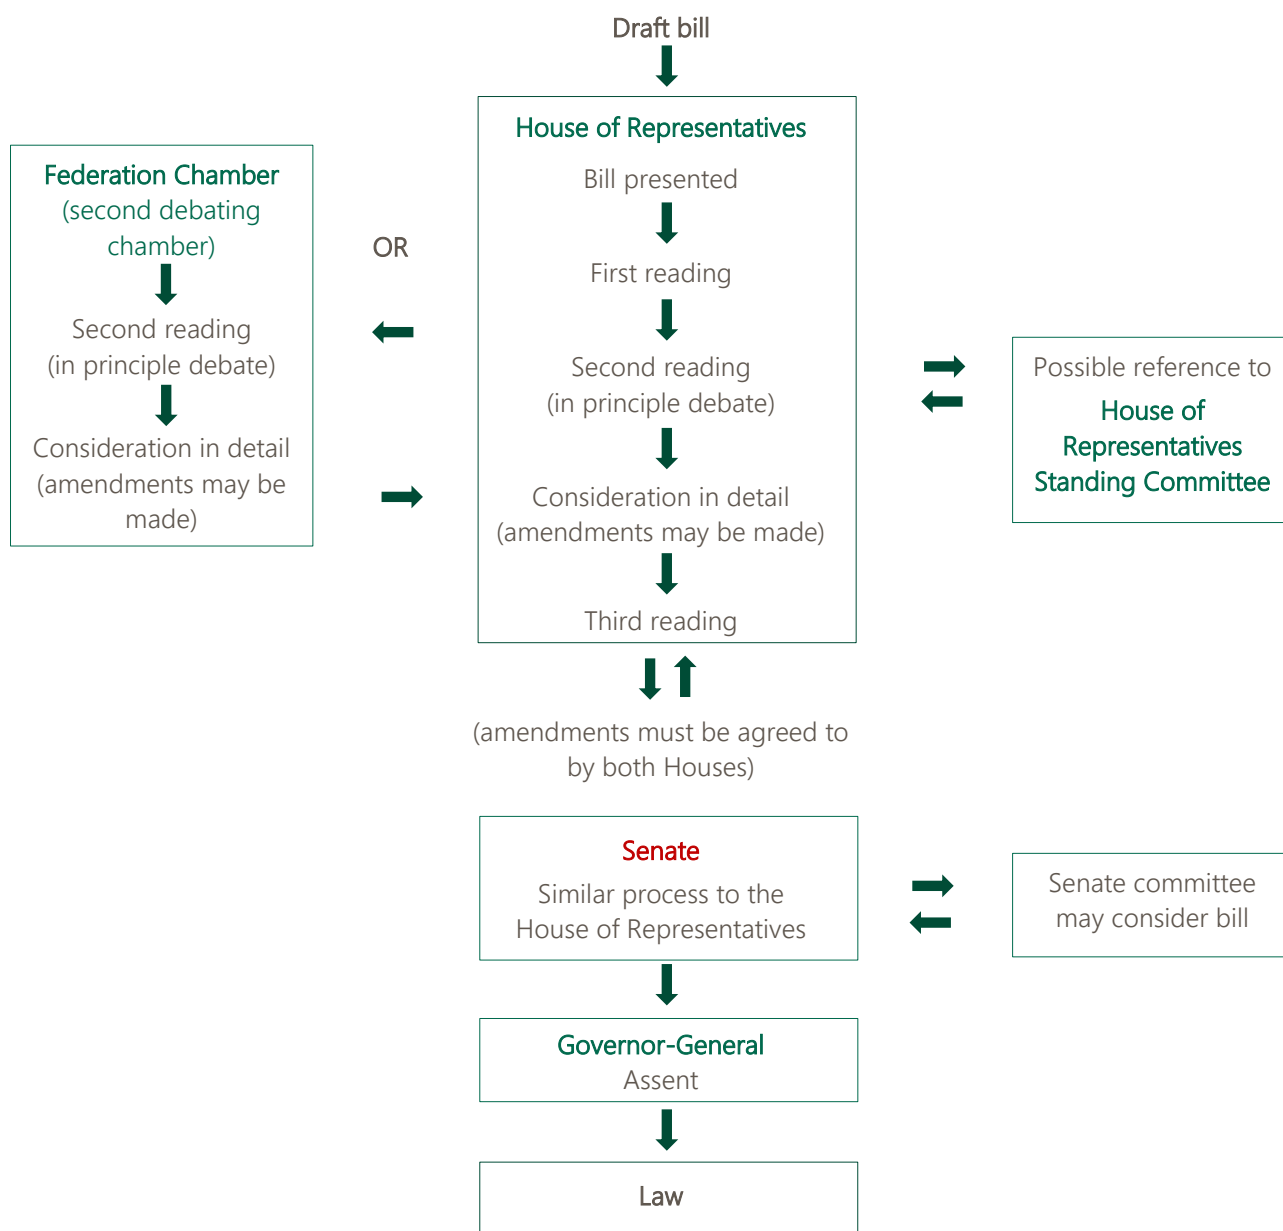 Draft bill
House of Representatives
Bill presented
First reading
Second reading
(in principle debate)
Consideration in detail
(amendments may be made)
Third reading
Federation Chamber
(second debating
chamber)
Second reading
(in principle debate)
Consideration in detail
(amendments may be
made)
OR
Possible reference to
House of
Representatives
Standing Committee
(amendments must be agreed to
by both Houses)
Senate
Similar process to the
House of Representatives
Senate committee
may consider bill
Governor-General
Assent
Law